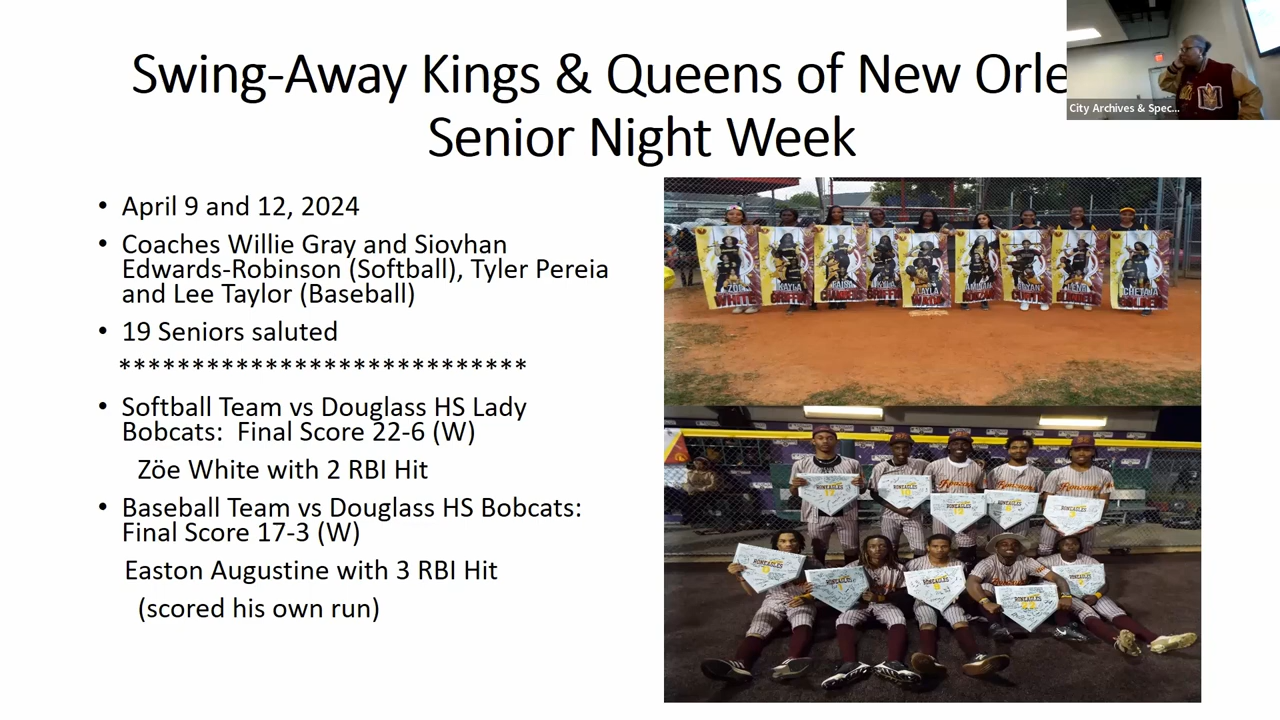 Swing-Away Kings & Queens of New Orle
Senior Night Week
City Archives & Spec...
• April 9 and 12, 2024
• Coaches Willie Gray and Siovhan
Edwards-Robinson (Softball), Tyler Pereia
and Lee Taylor (Baseball)
• 19 Seniors saluted
****************************
• Softball Team vs Douglass HS Lady
Bobcats: Final Score 22-6 (W)
Zöe White with 2 RBI Hit
• Baseball Team vs Douglass HS Bobcats:
Final Score 17-3 (W)
Easton Augustine with 3 RBI Hit
(scored his own run)
WHITE